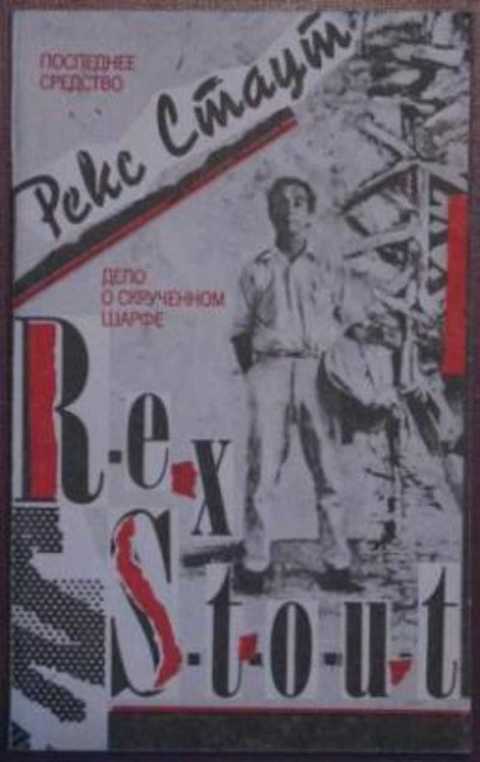 ПОСЛЕДНЕЕ
СРЕДСТВО
Рекс Стаут
ДЕЛО
О СКРУЧЕННОМ
ШАРФЕ
R-e-x
S-t-o-u-t